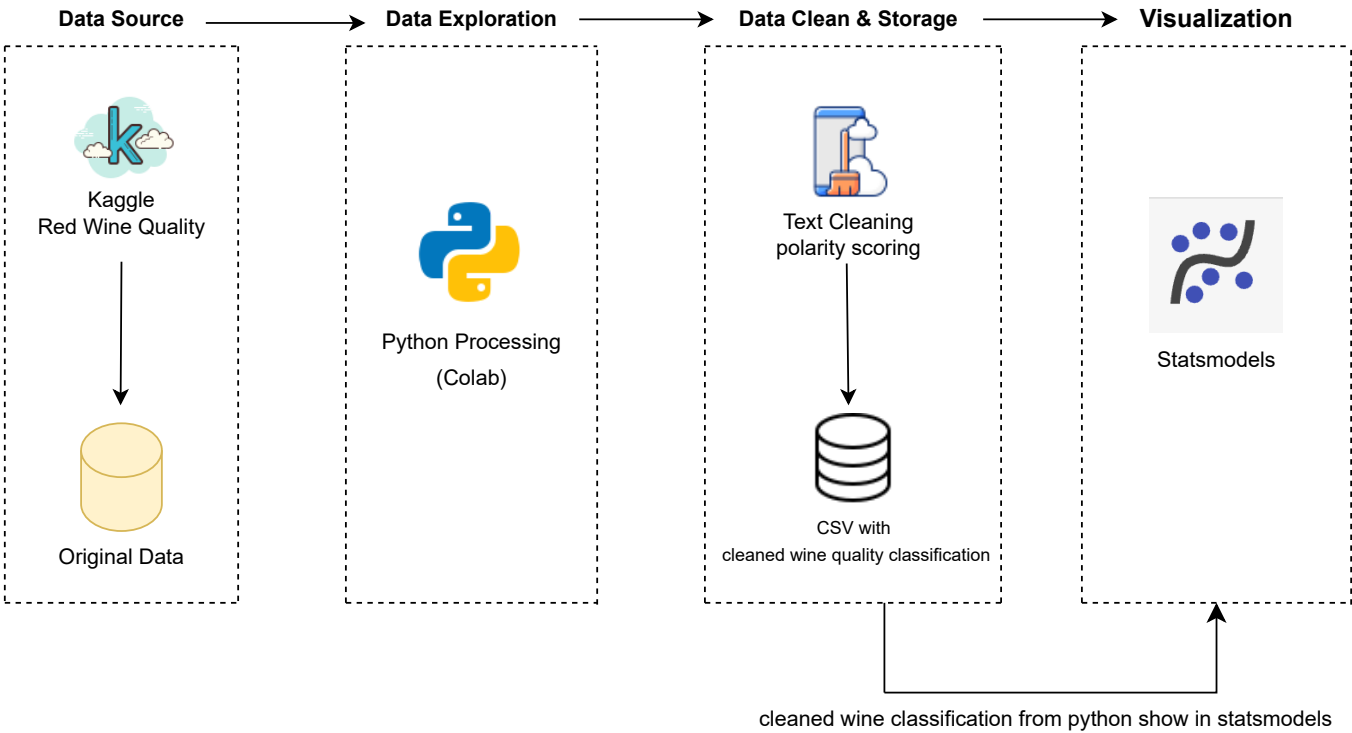 Data Source
Data Exploration
Data Clean & Storage
Visualization
k
Kaggle
Red Wine Quality
Original Data
Python Processing
(Colab)
Text Cleaning
polarity scoring
CSV with
cleaned wine quality classification
Statsmodels
cleaned wine classification from python show in statsmodels